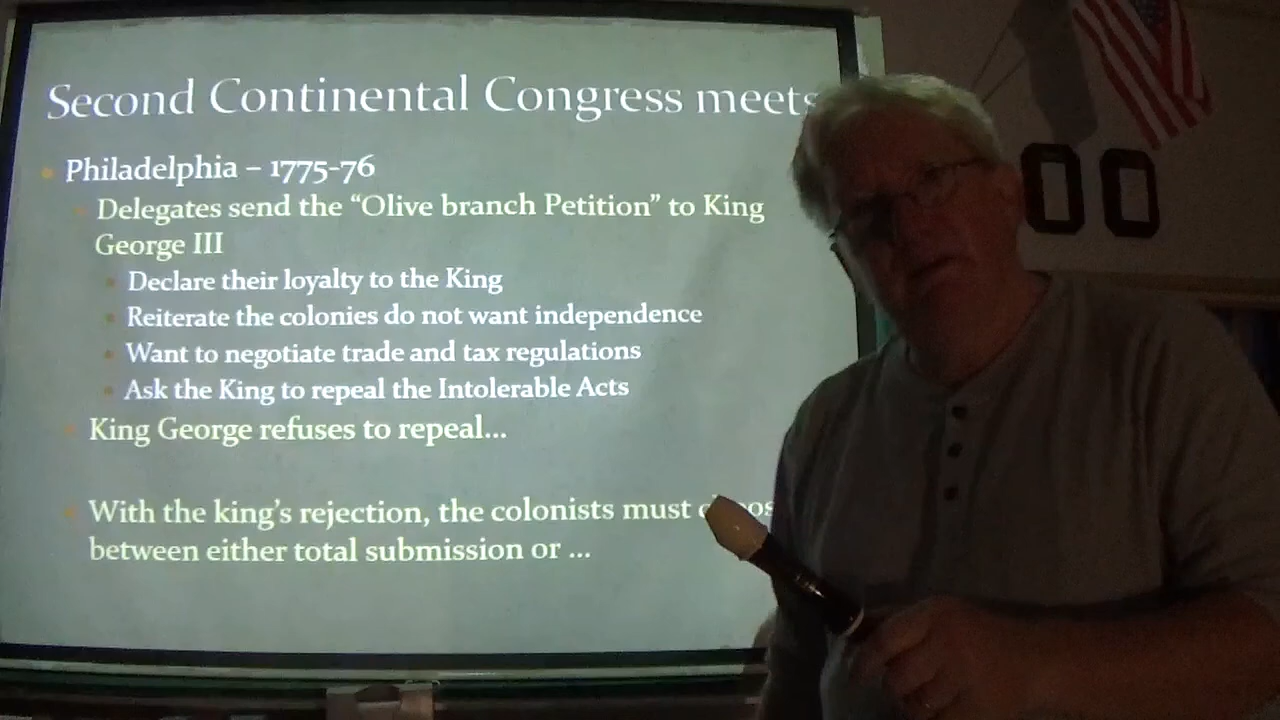 Second Continental Congress meets
Philadelphia – 1775-76
Delegates send the “Olive branch Petition” to King
George III
Declare their loyalty to the King
Reiterate the colonies do not want independence
Want to negotiate trade and tax regulations
Ask the King to repeal the Intolerable Acts
King George refuses to repeal...
With the king’s rejection, the colonists must
between either total submission or ...
OO